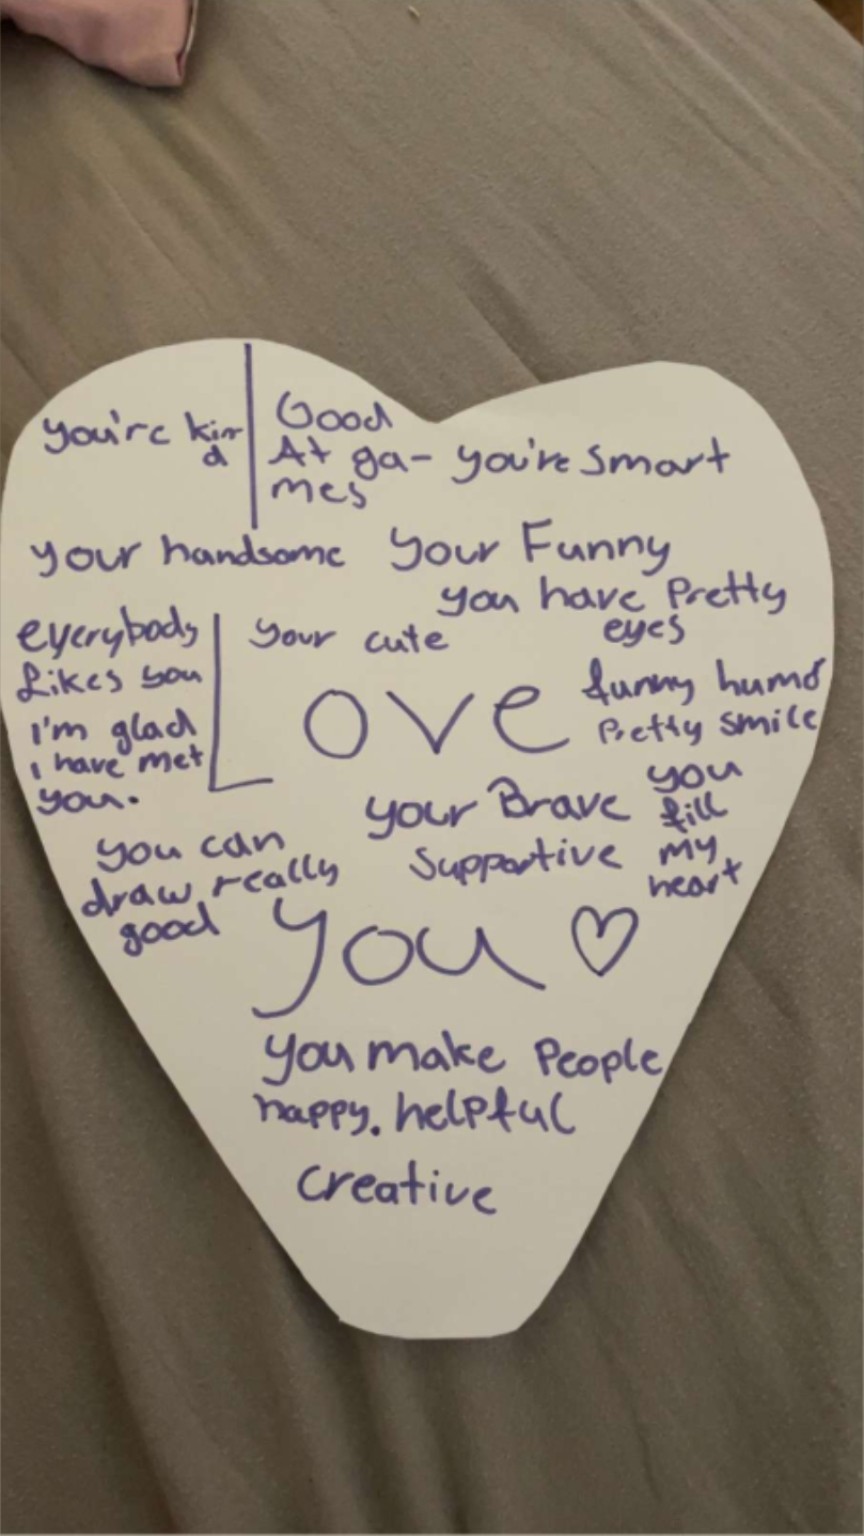 you're kin
d
Good
At ga-
mes
you're smart
your handsome
your Funny
you have Pretty
eyes
everybody
likes you
I'm glad
i have met
you.
your cute
Love
funny humo
Pretty smile
your Brave
Supportive
you
fill
my
heart
you can
draw really
good
you ♡
you make People
happy. helpful
creative